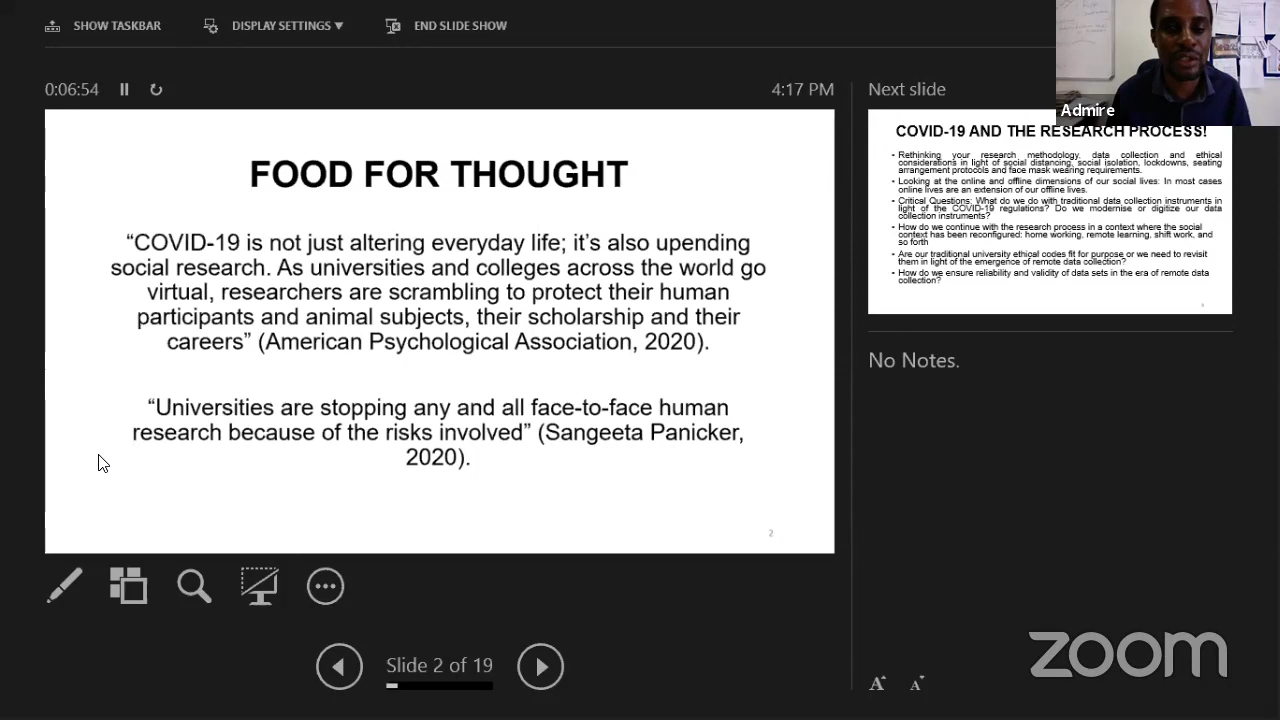 SHOW TASKBAR
DISPLAY SETTINGS
END SLIDE SHOW
0:06:54
4:17 PM
FOOD FOR THOUGHT
“COVID-19 is not just altering everyday life; it’s also upending
social research. As universities and colleges across the world go
virtual, researchers are scrambling to protect their human
participants and animal subjects, their scholarship and their
careers” (American Psychological Association, 2020).
“Universities are stopping any and all face-to-face human
research because of the risks involved” (Sangeeta Panicker,
2020).
2
Slide 2 of 19
Next slide
Admire
COVID-19 AND THE RESEARCH PROCESS!
• Rethinking your research methodology, data collection and ethical
considerations in light of social distancing, social isolation, lockdowns, seating
arrangement protocols and face mask wearing requirements.
• Looking at the online and offline dimensions of our social lives: In most cases
online lives are an extension of our offline lives.
• Critical Questions: What do we do with traditional data collection instruments in
light of the COVID-19 regulations? Do we modernise or digitize our data
collection instruments?
• How do we continue with the research process in a context where the social
context has been reconfigured: home working, remote learning, shift work, and
so forth
• Are our traditional university ethical codes fit for purpose or we need to revisit
them in light of the emergence of remote data collection?
• How do we ensure reliability and validity of data sets in the era of remote data
collection?
No Notes.
A A
zoom